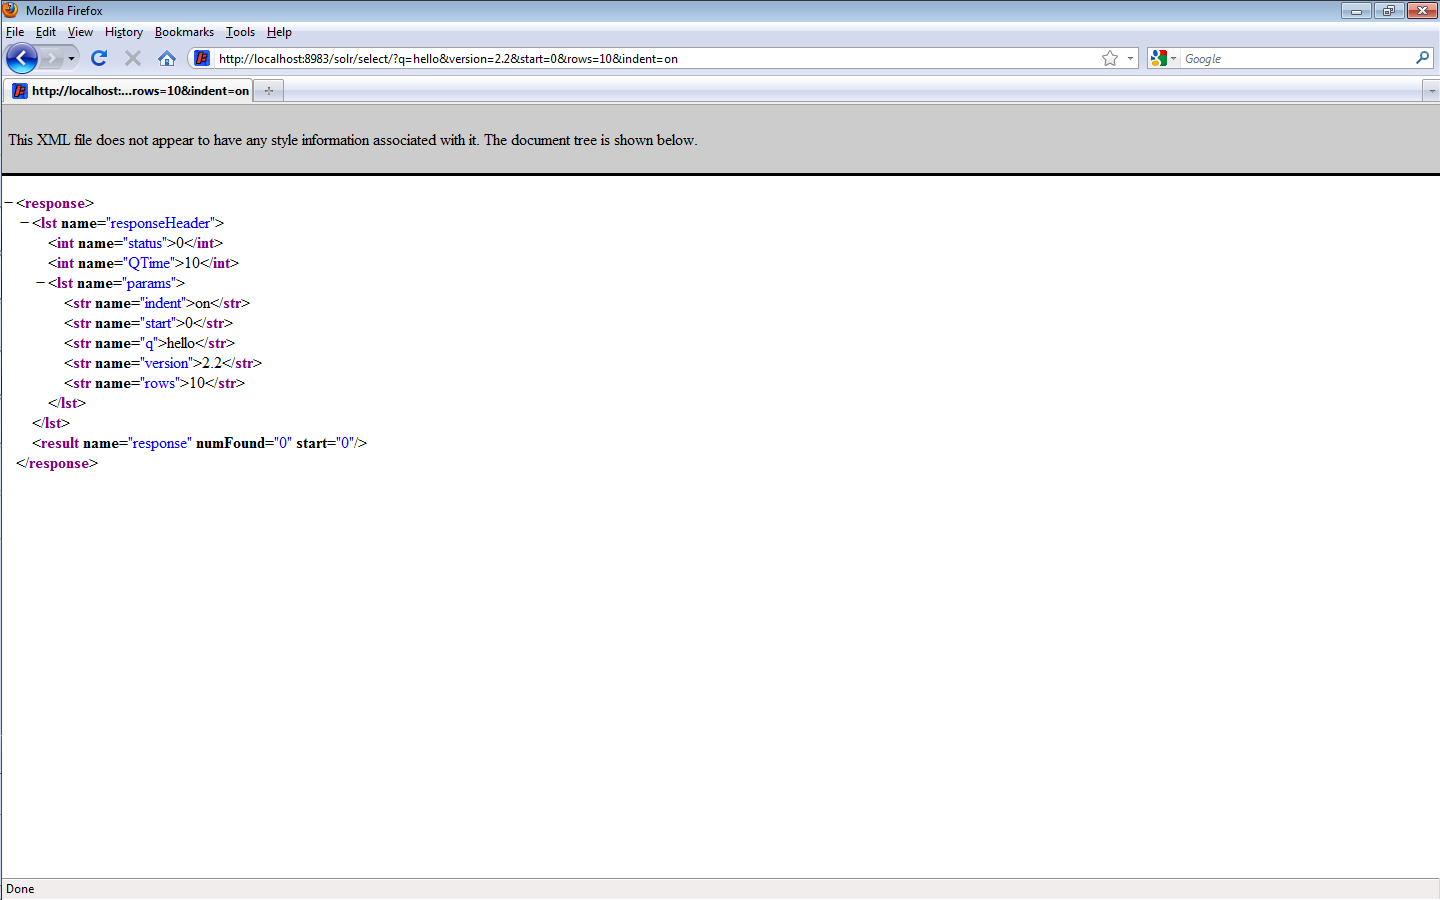 Mozilla Firefox
File Edit View History Bookmarks Tools Help
http://localhost:8983/solr/select/?q=hello&version=2.2&start=0&rows=10&indent=on
Google
http://localhost:...rows=10&indent=on
This XML file does not appear to have any style information associated with it. The document tree is shown below.
−<response>
−<lst name="responseHeader">
<int name="status">0</int>
<int name="QTime">10</int>
−<lst name="params">
<str name="indent">on</str>
<str name="start">0</str>
<str name="q">hello</str>
<str name="version">2.2</str>
<str name="rows">10</str>
</lst>
</lst>
<result name="response" numFound="0" start="0"/>
</response>
Done